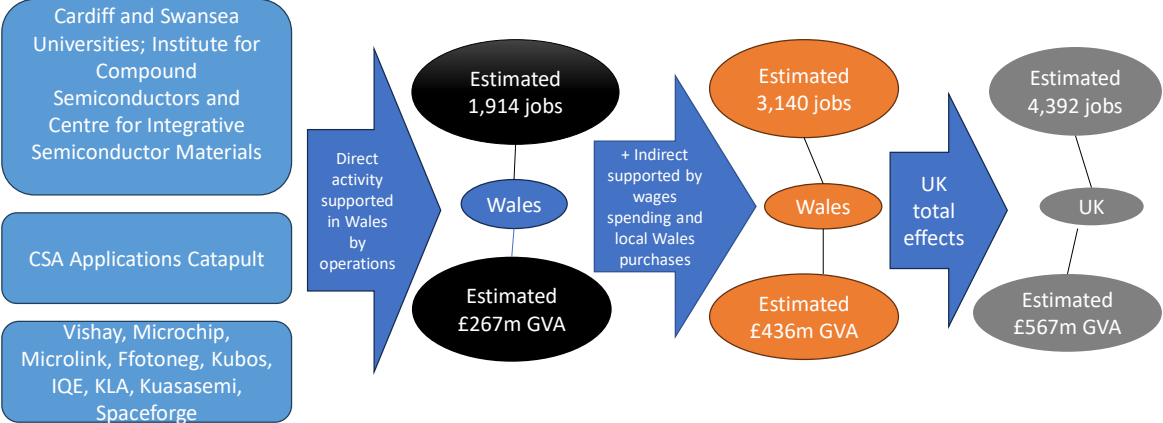 Cardiff and Swansea
Universities; Institute for
Compound
Semiconductors and
Centre for Integrative
Semiconductor Materials
CSA Applications Catapult
Vishay, Microchip,
Microlink, Ffotoneg, Kubos,
IQE, KLA, Kuasasemi,
Spaceforge
Direct
activity
supported
in Wales
by
operations
Estimated
1,914 jobs
Wales
Estimated
£267m GVA
+ Indirect
supported by
wages
spending and
local Wales
purchases
Estimated
3,140 jobs
Wales
Estimated
£436m GVA
UK
total
effects
Estimated
4,392 jobs
UK
Estimated
£567m GVA